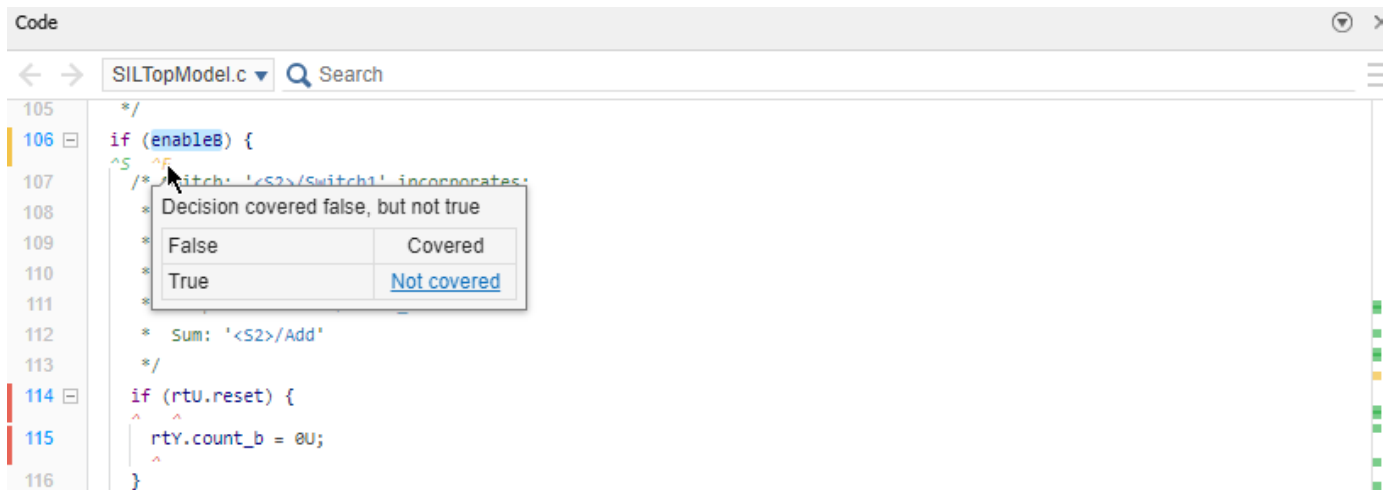 Code
SILTopModel.c Search
105 */
106 if (enableB) {
^S ^F
107 /* Switch: '<S2>/Switch1' incorporates:
108 *
Decision covered false, but not true
109 *
False Covered
110 *
True Not covered
111 *
112 * Sum: '<S2>/Add'
113 */
114 if (rtU.reset) {
^ ^
115 rtY.count_b = 0U;
^
116 }